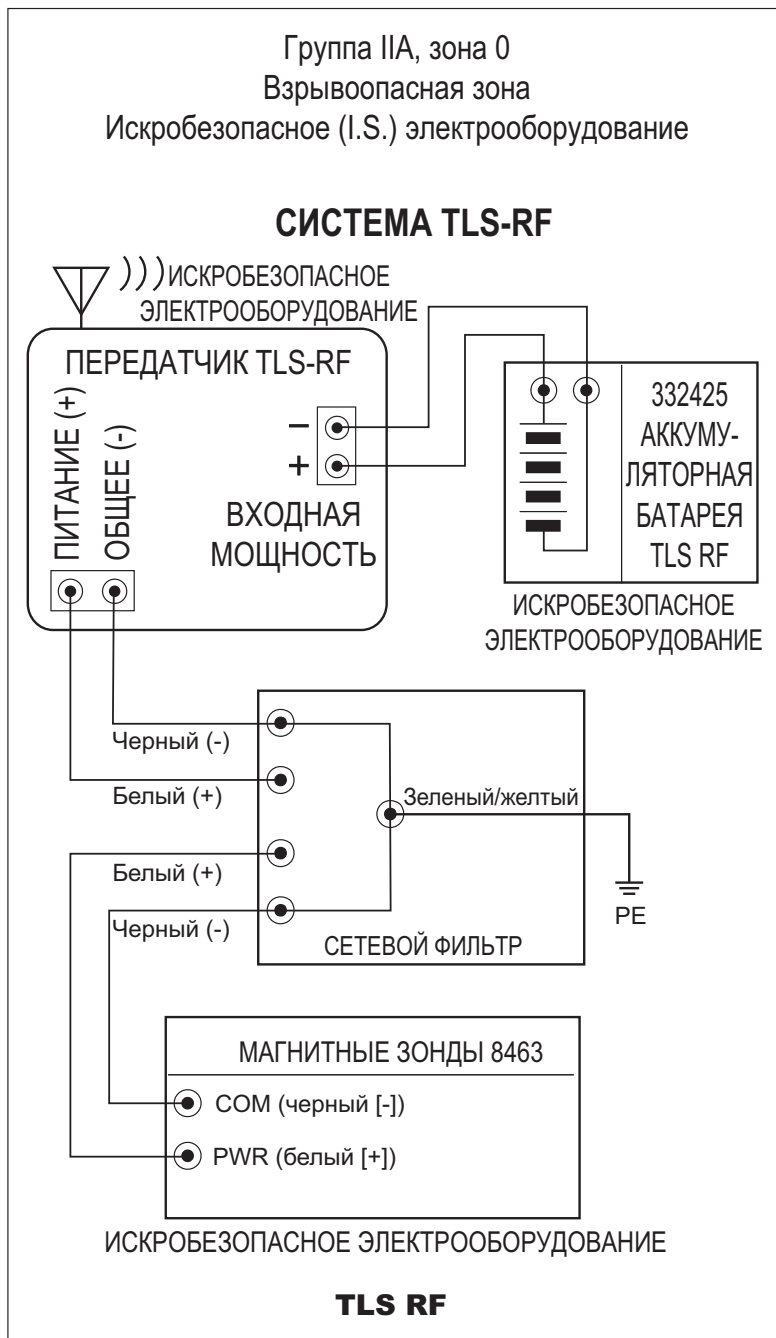 Группа IIA, зона 0
Взрывоопасная зона
Искробезопасное (I.S.) электрооборудование
СИСТЕМА TLS-RF
ИСКРОБЕЗОПАСНОЕ
ЭЛЕКТРООБОРУДОВАНИЕ
ПЕРЕДАТЧИК TLS-RF
ПИТАНИЕ (+)
ОБЩЕЕ (-)
−
+
ВХОДНАЯ
МОЩНОСТЬ
332425
АККУМУ-
ЛЯТОРНАЯ
БАТАРЕЯ
TLS RF
ИСКРОБЕЗОПАСНОЕ
ЭЛЕКТРООБОРУДОВАНИЕ
Черный (-)
Белый (+)
Зеленый/желтый
Белый (+)
Черный (-)
PE
СЕТЕВОЙ ФИЛЬТР
МАГНИТНЫЕ ЗОНДЫ 8463
COM (черный [-])
PWR (белый [+])
ИСКРОБЕЗОПАСНОЕ ЭЛЕКТРООБОРУДОВАНИЕ
TLS RF